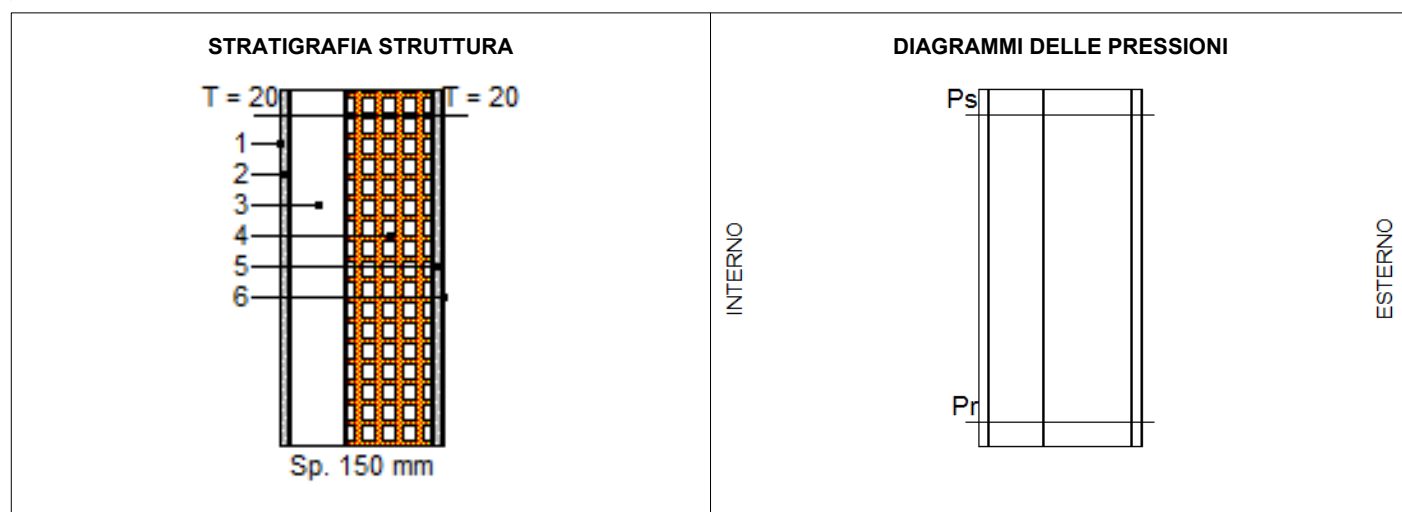 STRATIGRAFIA STRUTTURA
T = 20 T = 20
1
2
3
4
5
6
Sp. 150 mm
DIAGRAMMI DELLE PRESSIONI
Ps
Pr
INTERNO
ESTERNO